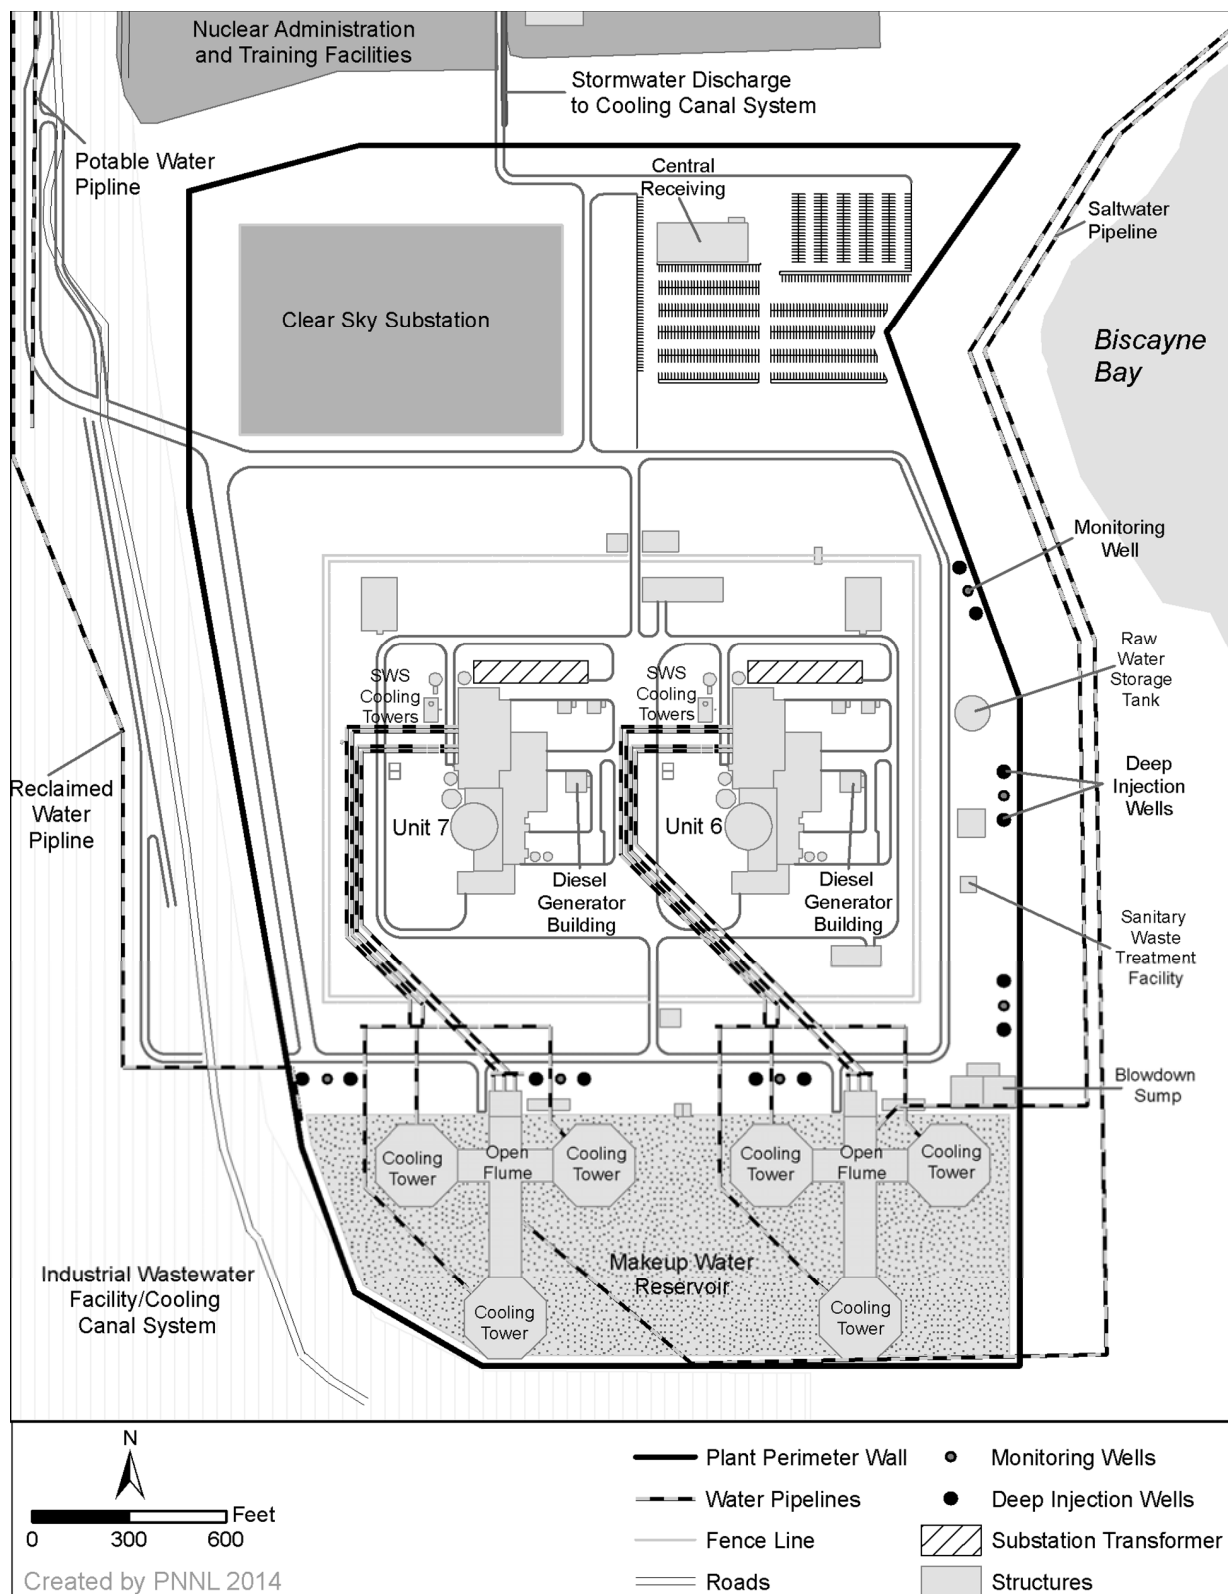 Nuclear Administration
and Training Facilities
Stormwater Discharge
to Cooling Canal System
Potable Water
Pipline
Central
Receiving
Saltwater
Pipeline
Clear Sky Substation
Biscayne
Bay
Monitoring
Well
Raw
Water
Storage
Tank
SWS
Cooling
Towers
SWS
Cooling
Towers
Reclaimed
Water
Pipline
Deep
Injection
Wells
Unit 7
Unit 6
Diesel
Generator
Building
Diesel
Generator
Building
Sanitary
Waste
Treatment
Facility
Blowdown
Sump
Cooling
Tower
Open
Flume
Cooling
Tower
Cooling
Tower
Open
Flume
Cooling
Tower
Makeup Water
Reservoir
Industrial Wastewater
Facility/Cooling
Canal System
Cooling
Tower
Cooling
Tower
N
Feet
0 300 600
Created by PNNL 2014
Plant Perimeter Wall
Water Pipelines
Fence Line
Roads
Monitoring Wells
Deep Injection Wells
Substation Transformer
Structures